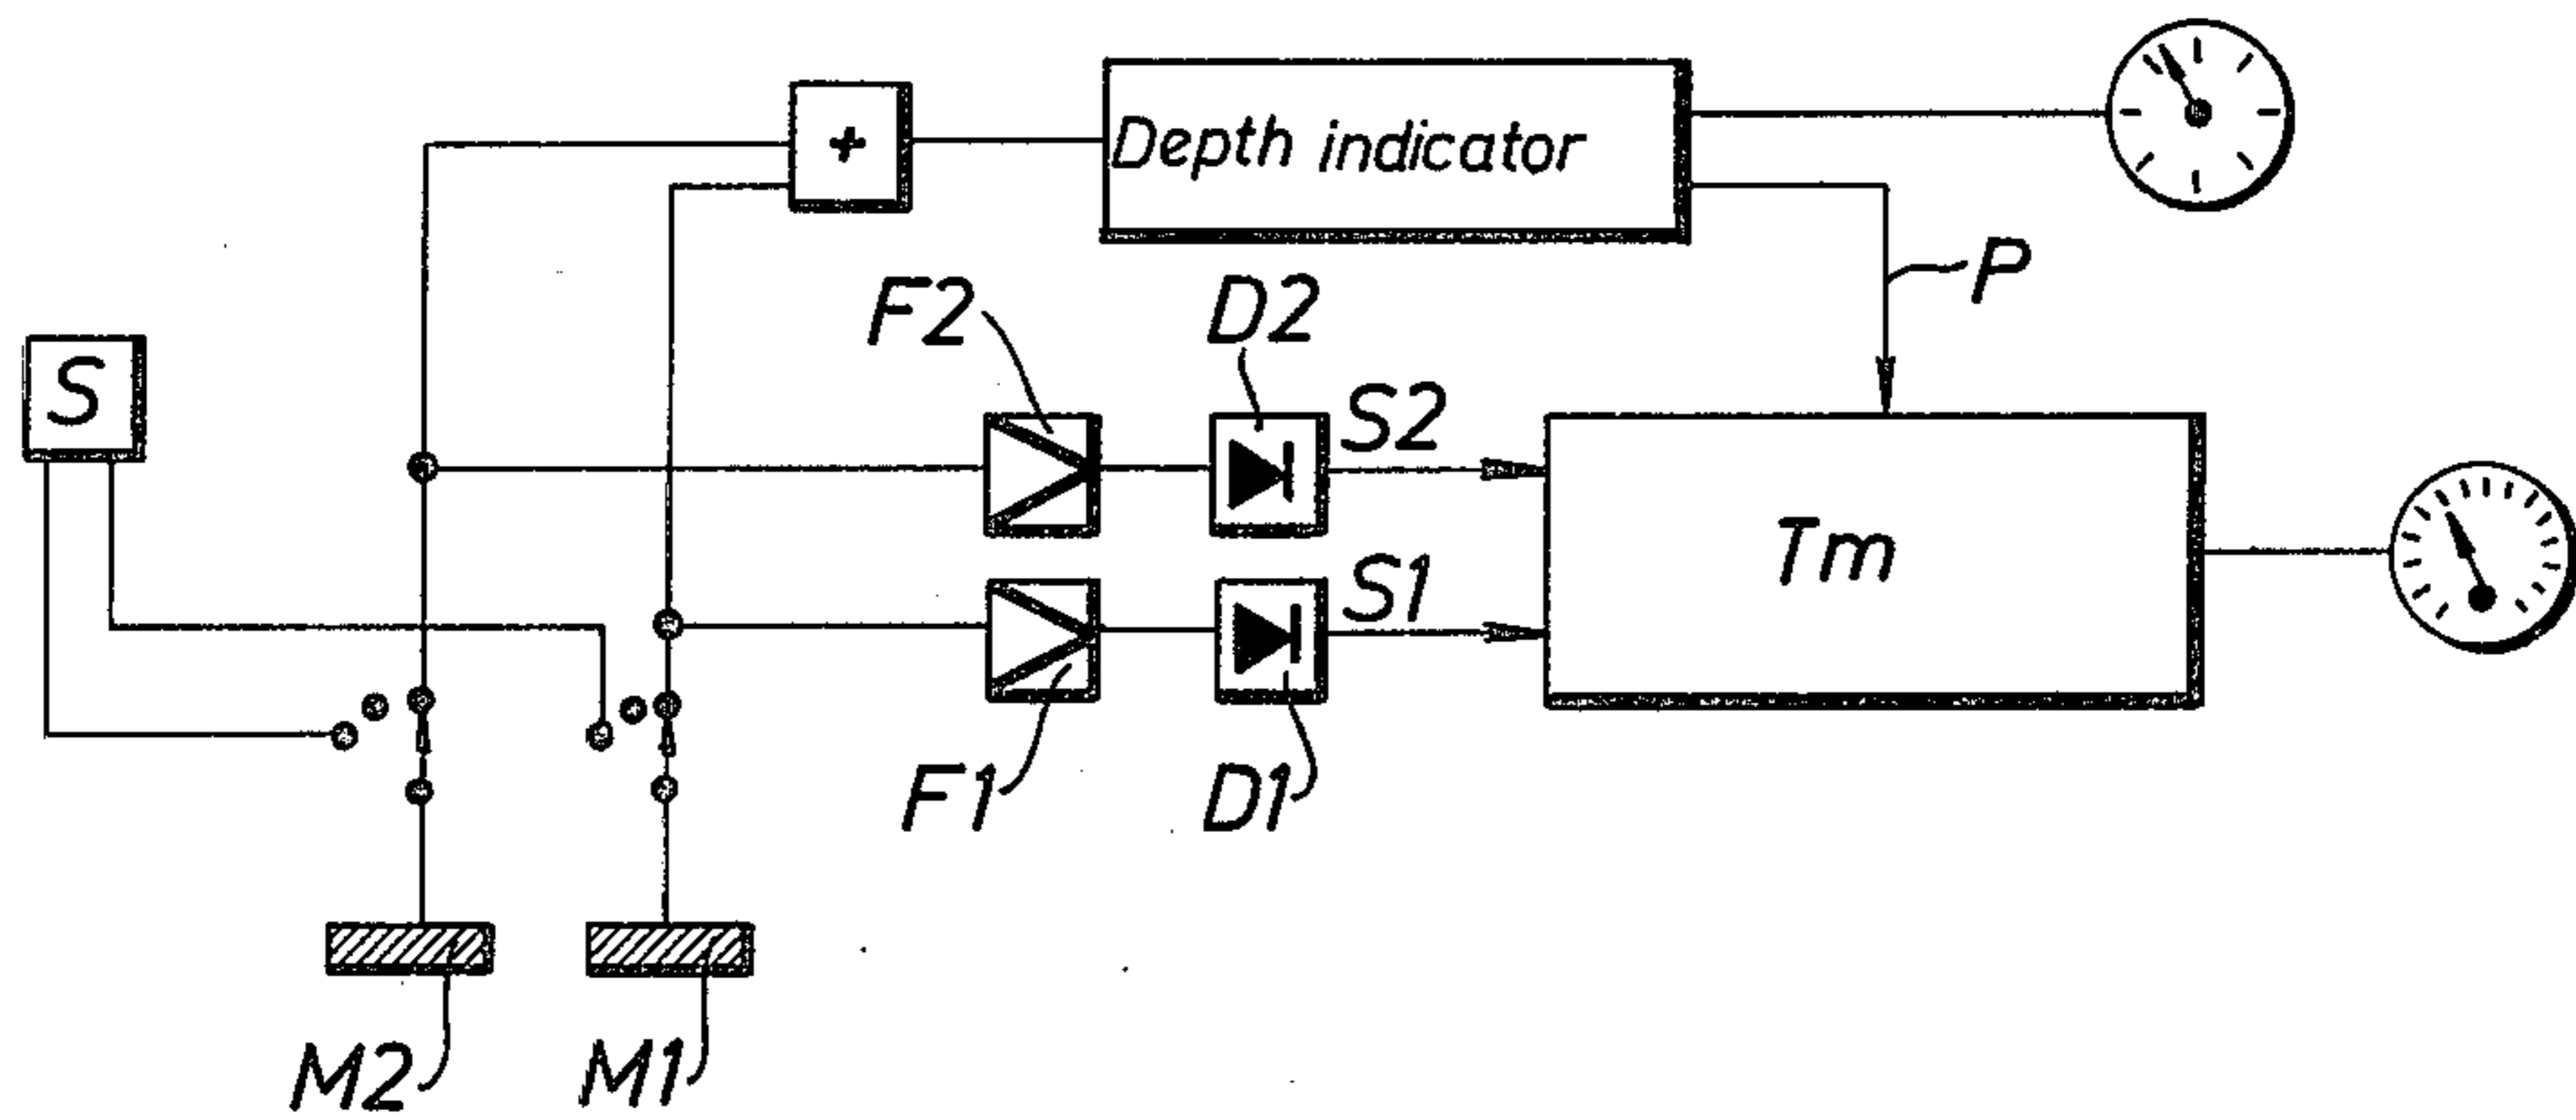 +
Depth indicator
P
F2
D2
S
S2
Tm
S1
F1
D1
M2
M1